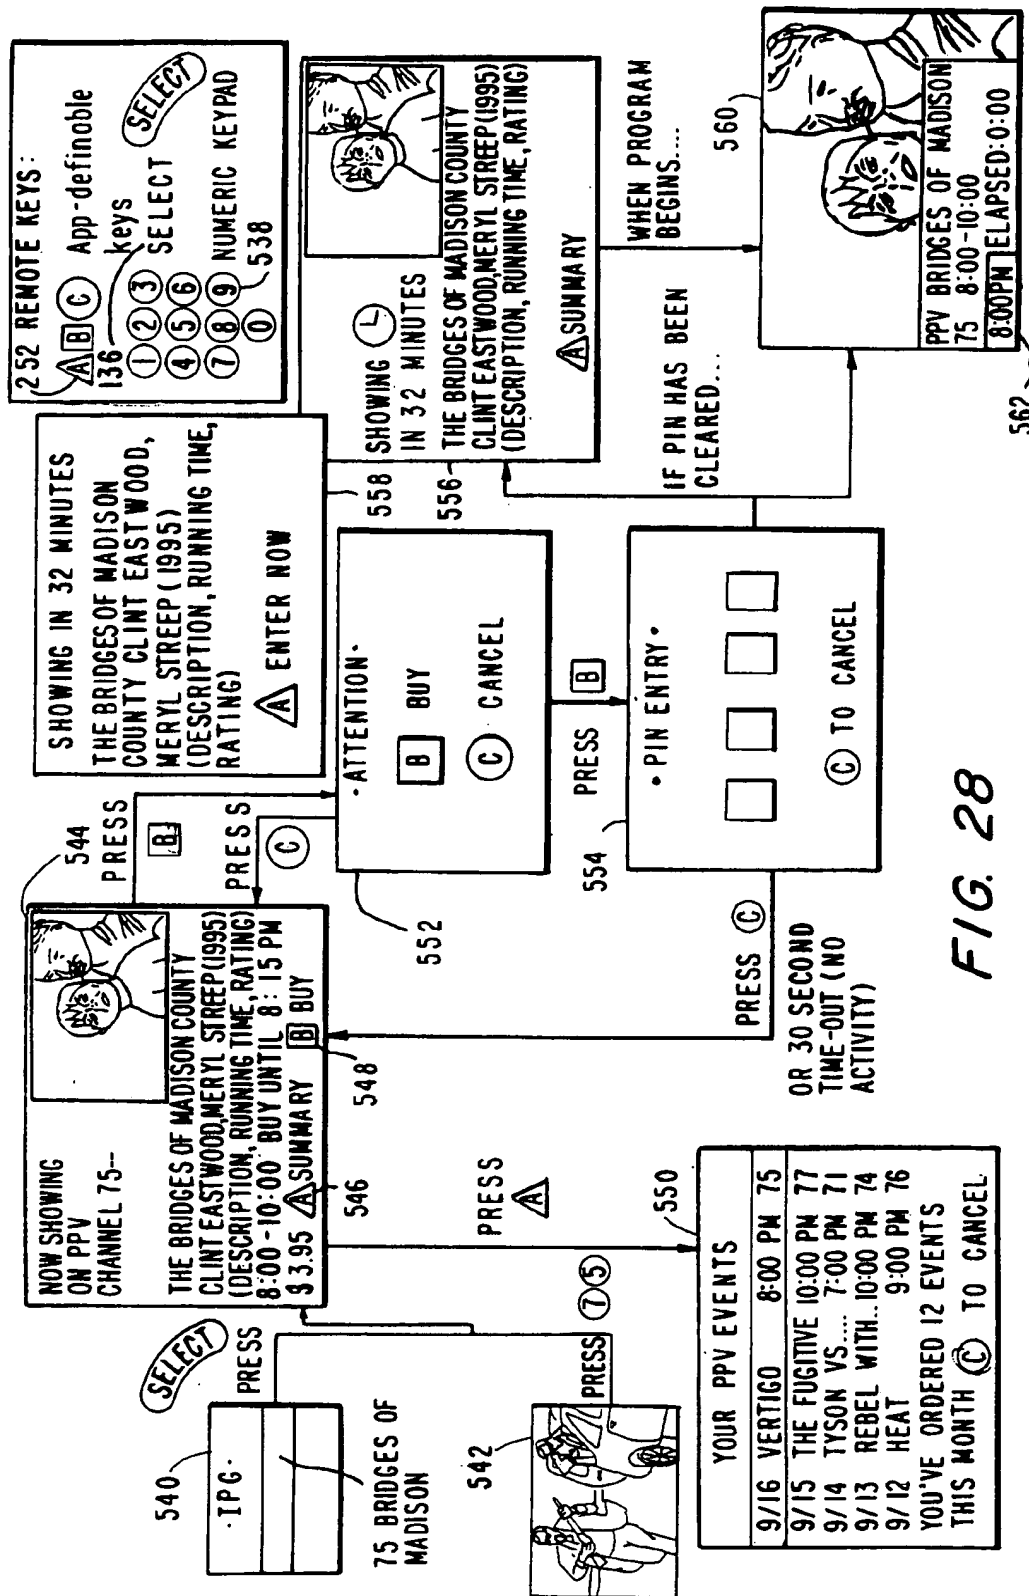 540
·IPG·
75 BRIDGES OF
MADISON
SELECT
PRESS
542
PRESS 7 5
544
NOW SHOWING
ON PPV
CHANNEL 75--
THE BRIDGES OF MADISON COUNTY
CLINT EASTWOOD,MERYL STREEP(1995)
(DESCRIPTION, RUNNING TIME, RATING)
8:00-10:00 BUY UNTIL 8:15PM
$3.95 A SUMMARY B BUY
546
548
PRESS
A
550
YOUR PPV EVENTS
9/16 VERTIGO 8:00 PM 75
9/15 THE FUGITIVE 10:00 PM 77
9/14 TYSON VS..... 7:00 PM 71
9/13 REBEL WITH..10:00 PM 74
9/12 HEAT 9:00 PM 76
YOU'VE ORDERED 12 EVENTS
THIS MONTH C TO CANCEL
PRESS
B
PRESS
C
552
·ATTENTION·
B BUY
C CANCEL
PRESS B
554
• PIN ENTRY •
C TO CANCEL
PRESS C
OR 30 SECOND
TIME-OUT (NO
ACTIVITY)
SHOWING IN 32 MINUTES
THE BRIDGES OF MADISON
COUNTY CLINT EASTWOOD,
MERYL STREEP (1995)
(DESCRIPTION, RUNNING TIME,
RATING)
A ENTER NOW
558
556
252 REMOTE KEYS:
A B C App-definoble
keys
136
1 2 3 SELECT
SELECT
4 5 6
7 8 9 NUMERIC KEYPAD
0
538
SHOWING
IN 32 MINUTES
THE BRIDGES OF MADISON COUNTY
CLINT EASTWOOD,MERYL STREEP(1995)
(DESCRIPTION, RUNNING TIME, RATING)
A SUMMARY
IF PIN HAS BEEN
CLEARED...
WHEN PROGRAM
BEGINS....
560
PPV BRIDGES OF MADISON
75 8:00-10:00
8:00PM ELAPSED:0:00
562
FIG. 28